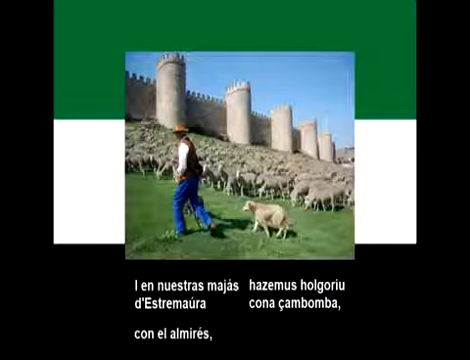 I en nuestras majás
d'Estremaúra
con el almirés,
hazemus holgoriu
cona çambomba,